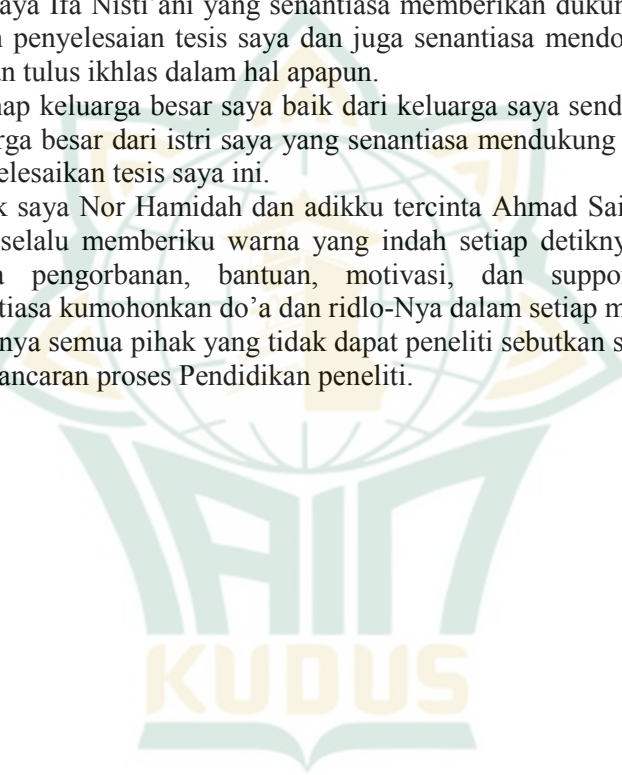 aya Ifa Nisti'ani yang senantiasa memberikan dukun
penyelesaian tesis saya dan juga senantiasa mendo
n tulus ikhlas dalam hal apapun.
nap keluarga besar saya baik dari keluarga saya send
rga besar dari istri saya yang senantiasa mendukung
elesaikan tesis saya ini.
k saya Nor Hamidah dan adikku tercinta Ahmad Sai
selalu memberiku warna yang indah setiap detikny
a pengorbanan, bantuan, motivasi, dan suppor
tiasa kumohonkan do'a dan ridlo-Nya dalam setiap m
nya semua pihak yang tidak dapat peneliti sebutkan s
ancaran proses Pendidikan peneliti.
IAIN
KUDUS